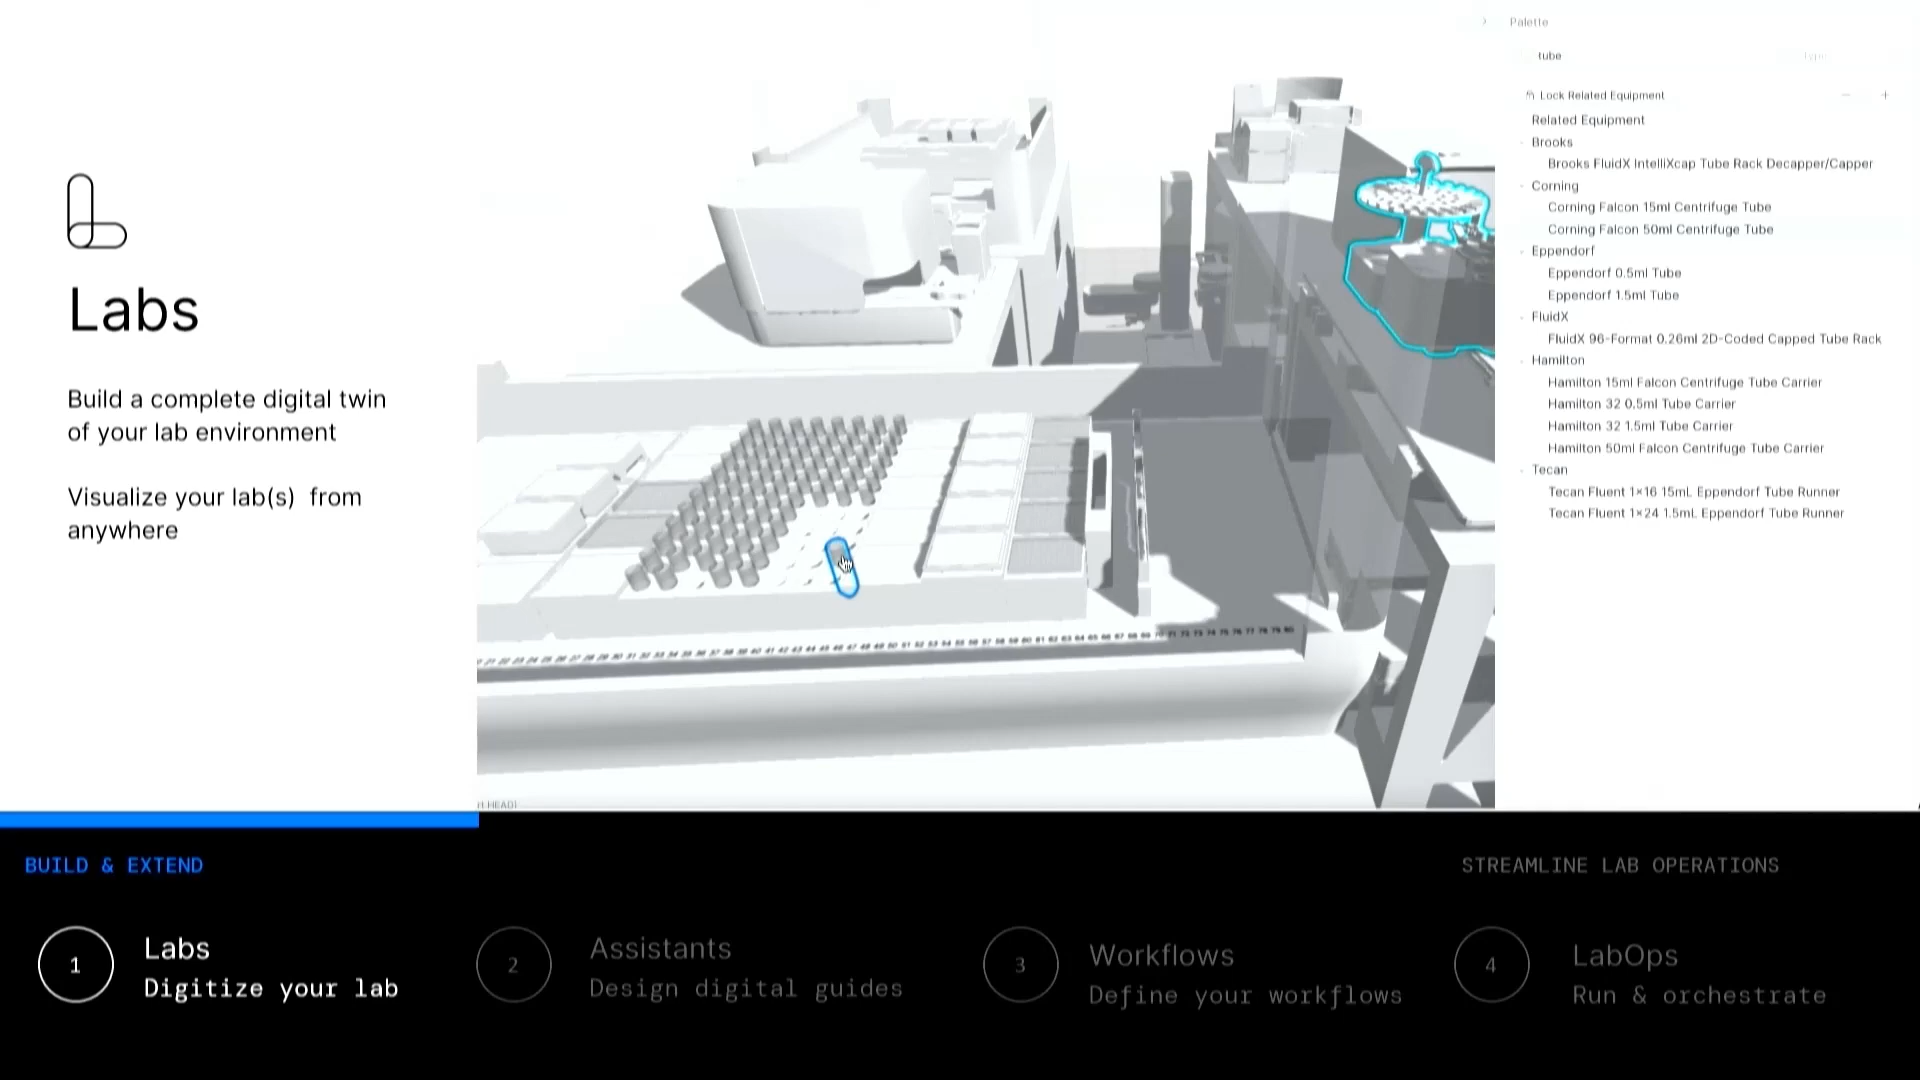 Labs
Build a complete digital twin
of your lab environment
Visualize your lab(s) from
anywhere
Palette
tube
Type
Lock Related Equipment
Related Equipment
Brooks
Brooks FluidX IntelliXcap Tube Rack Decapper/Capper
Corning
Corning Falcon 15ml Centrifuge Tube
Corning Falcon 50ml Centrifuge Tube
Eppendorf
Eppendorf 0.5ml Tube
Eppendorf 1.5ml Tube
FluidX
FluidX 96-Format 0.26ml 2D-Coded Capped Tube Rack
Hamilton
Hamilton 15ml Falcon Centrifuge Tube Carrier
Hamilton 32 0.5ml Tube Carrier
Hamilton 32 1.5ml Tube Carrier
Hamilton 50ml Falcon Centrifuge Tube Carrier
Tecan
Tecan Fluent 1×16 15mL Eppendorf Tube Runner
Tecan Fluent 1×24 1.5mL Eppendorf Tube Runner
HEAD)
BUILD & EXTEND
STREAMLINE LAB OPERATIONS
1
Labs
Digitize your lab
2
Assistants
Design digital guides
3
Workflows
Define your workflows
4
LabOps
Run & orchestrate